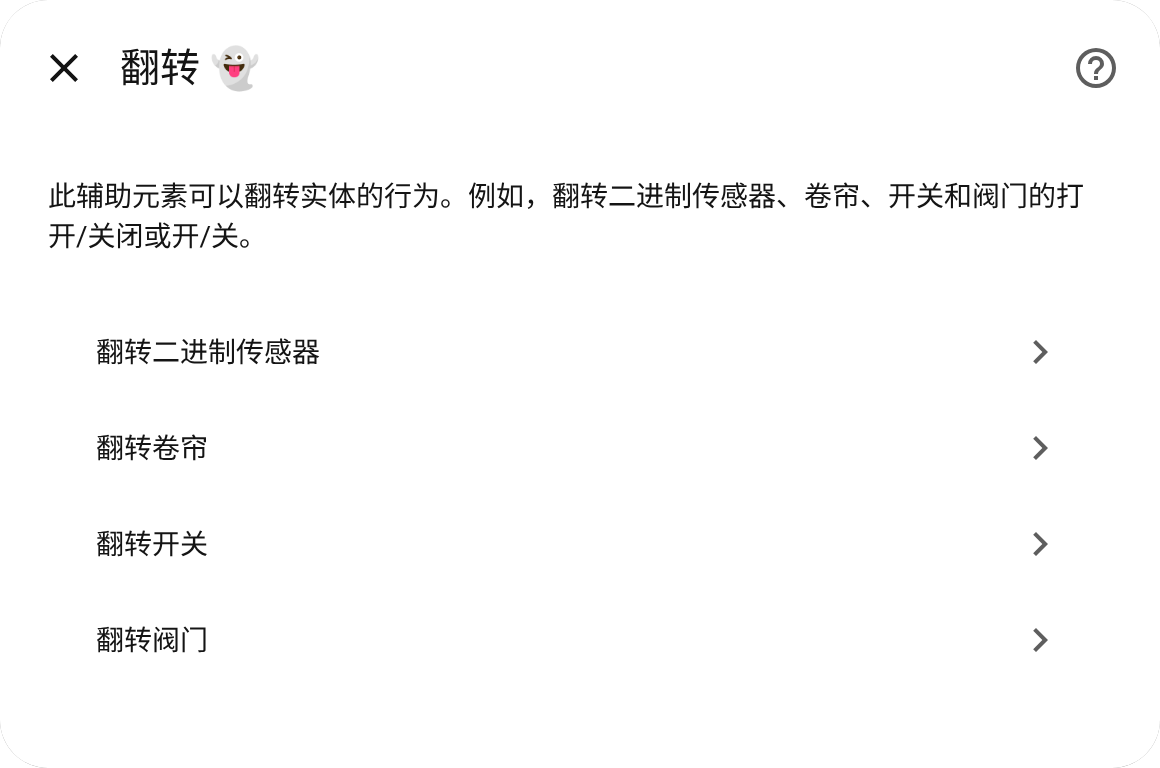 翻转 👻
此辅助元素可以翻转实体的行为。例如，翻转二进制传感器、卷帘、开关和阀门的打
开/关闭或开/关。
翻转二进制传感器
翻转卷帘
翻转开关
翻转阀门